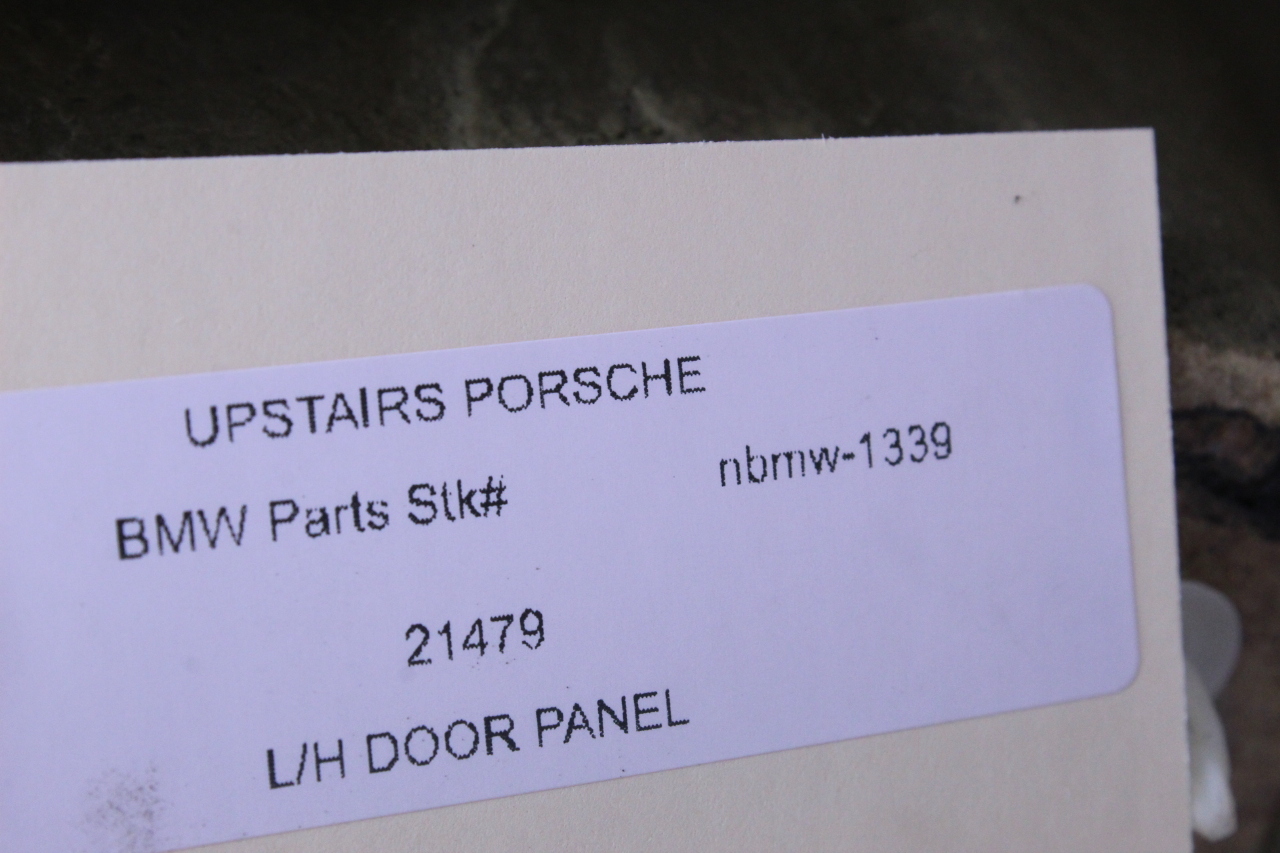 UPSTAIRS PORSCHE
BMW Parts Stk# nbmw-1339
21479
L/H DOOR PANEL